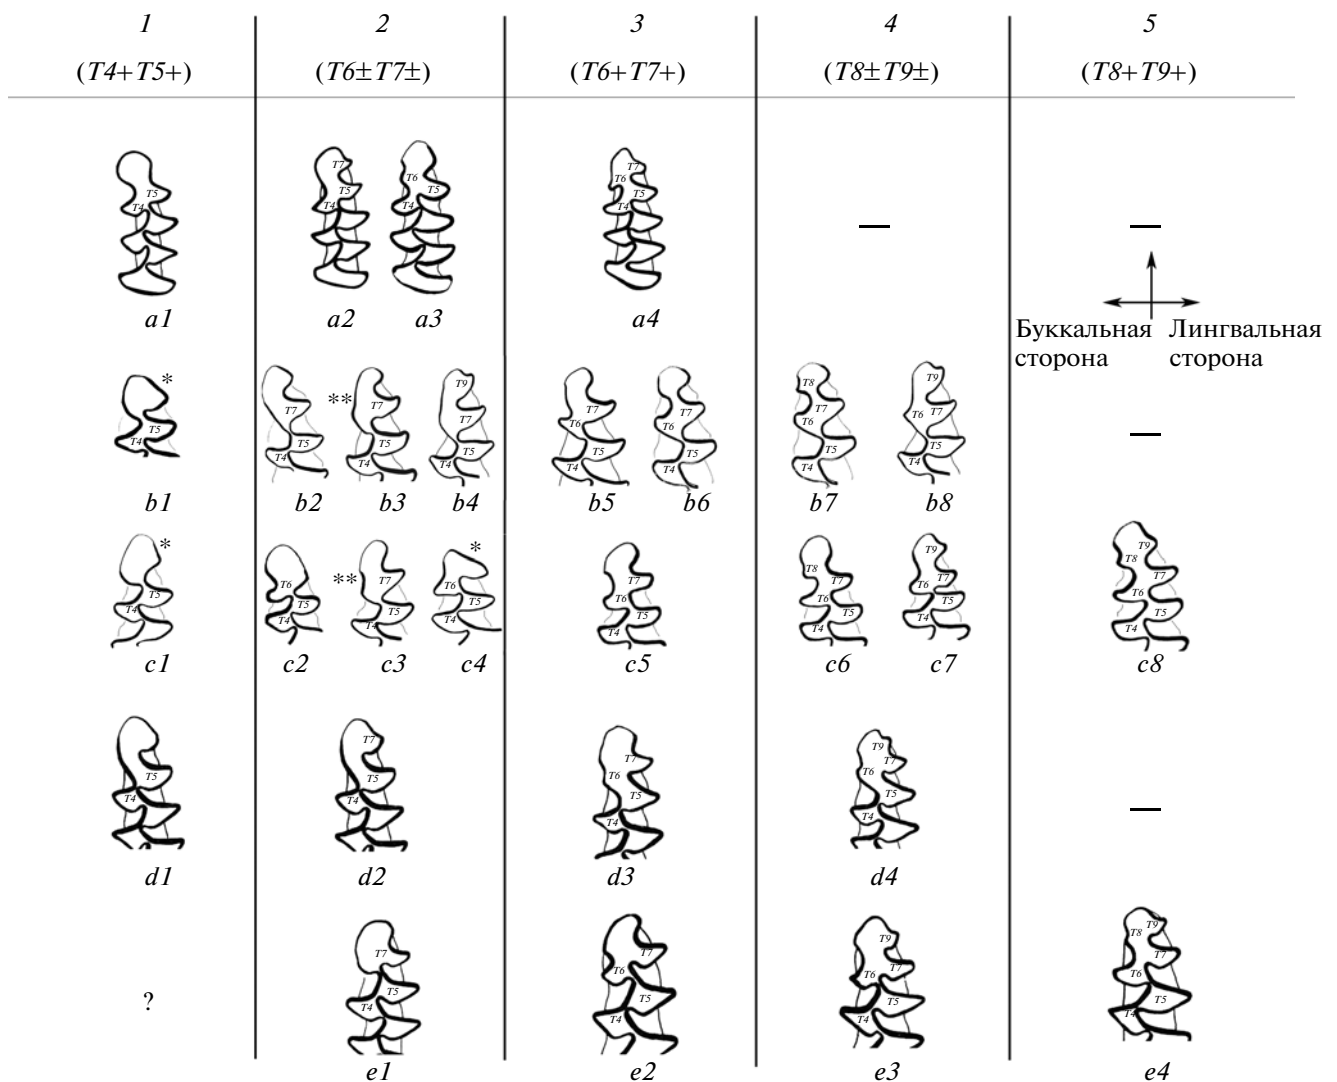 1 2 3 4 5
(T4+T5+) (T6±T7±) (T6+T7+) (T8±T9±) (T8+T9+)
T5 T4
T7 T5 T4
T6 T5 T4
T7 T6 T5 T4
— —
a1 a2 a3 a4
Буккальная сторона
Лингвальная сторона
*
T5 T4
T7 T5 T4
**
T7 T5 T4
T9 T7 T5 T4
T7 T6 T5 T4
T7 T6 T5 T4
T8 T7 T6 T5 T4
T9 T7 T6 T5 T4
—
b1 b2 b3 b4 b5 b6 b7 b8
*
T5 T4
T6 T5 T4
**
T7 T5 T4
*
T6 T5 T4
T7 T6 T5 T4
T8 T7 T6 T5 T4
T9 T7 T6 T5 T4
T9 T8 T7 T6 T5 T4
c1 c2 c3 c4 c5 c6 c7 c8
T5 T4
T7 T5 T4
T7 T6 T5 T4
T9 T7 T6 T5 T4
—
d1 d2 d3 d4
?
T7 T5 T4
T7 T6 T5 T4
T9 T7 T6 T5 T4
T9 T8 T7 T6 T5 T4
e1 e2 e3 e4